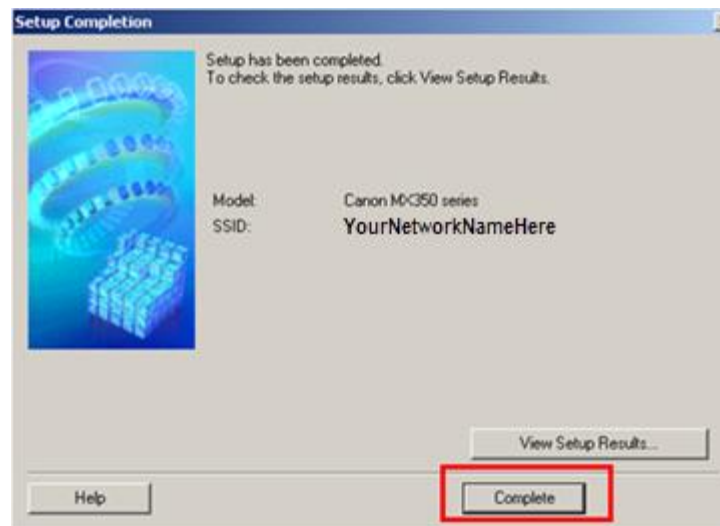 Setup Completion
Setup has been completed.
To check the setup results, click View Setup Results.
Model:
Canon MX350 series
SSID:
YourNetworkNameHere
View Setup Results...
Help
Complete